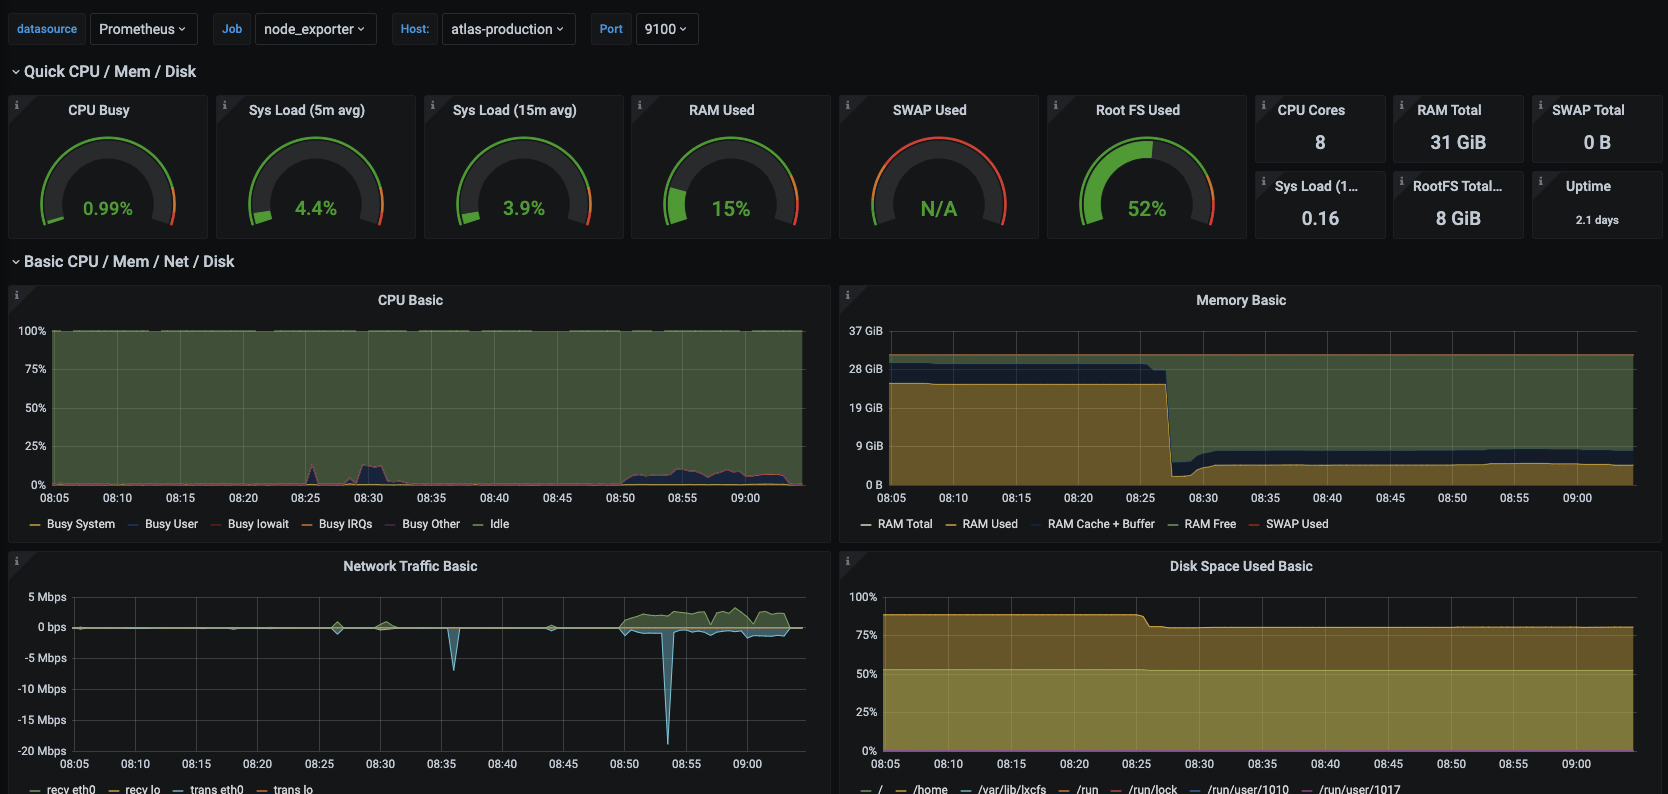 datasource Prometheus Job node_exporter Host: atlas-production Port 9100
Quick CPU / Mem / Disk
CPU Busy
0.99%
Sys Load (5m avg)
4.4%
Sys Load (15m avg)
3.9%
RAM Used
15%
SWAP Used
N/A
Root FS Used
52%
CPU Cores
8
RAM Total
31 GiB
SWAP Total
0 B
Sys Load (1...
0.16
RootFS Total...
8 GiB
Uptime
2.1 days
Basic CPU / Mem / Net / Disk
CPU Basic
100%
75%
50%
25%
0%
08:05 08:10 08:15 08:20 08:25 08:30 08:35 08:40 08:45 08:50 08:55 09:00
Busy System Busy User Busy Iowait Busy IRQs Busy Other Idle
Memory Basic
37 GiB
28 GiB
19 GiB
9 GiB
0 B
08:05 08:10 08:15 08:20 08:25 08:30 08:35 08:40 08:45 08:50 08:55 09:00
RAM Total RAM Used RAM Cache + Buffer RAM Free SWAP Used
Network Traffic Basic
5 Mbps
0 bps
-5 Mbps
-10 Mbps
-15 Mbps
-20 Mbps
08:05 08:10 08:15 08:20 08:25 08:30 08:35 08:40 08:45 08:50 08:55 09:00
recv eth0 recv lo trans eth0 trans lo
Disk Space Used Basic
100%
75%
50%
25%
0%
08:05 08:10 08:15 08:20 08:25 08:30 08:35 08:40 08:45 08:50 08:55 09:00
/ /home /var/lib/lxcfs /run /run/lock /run/user/1010 /run/user/1017